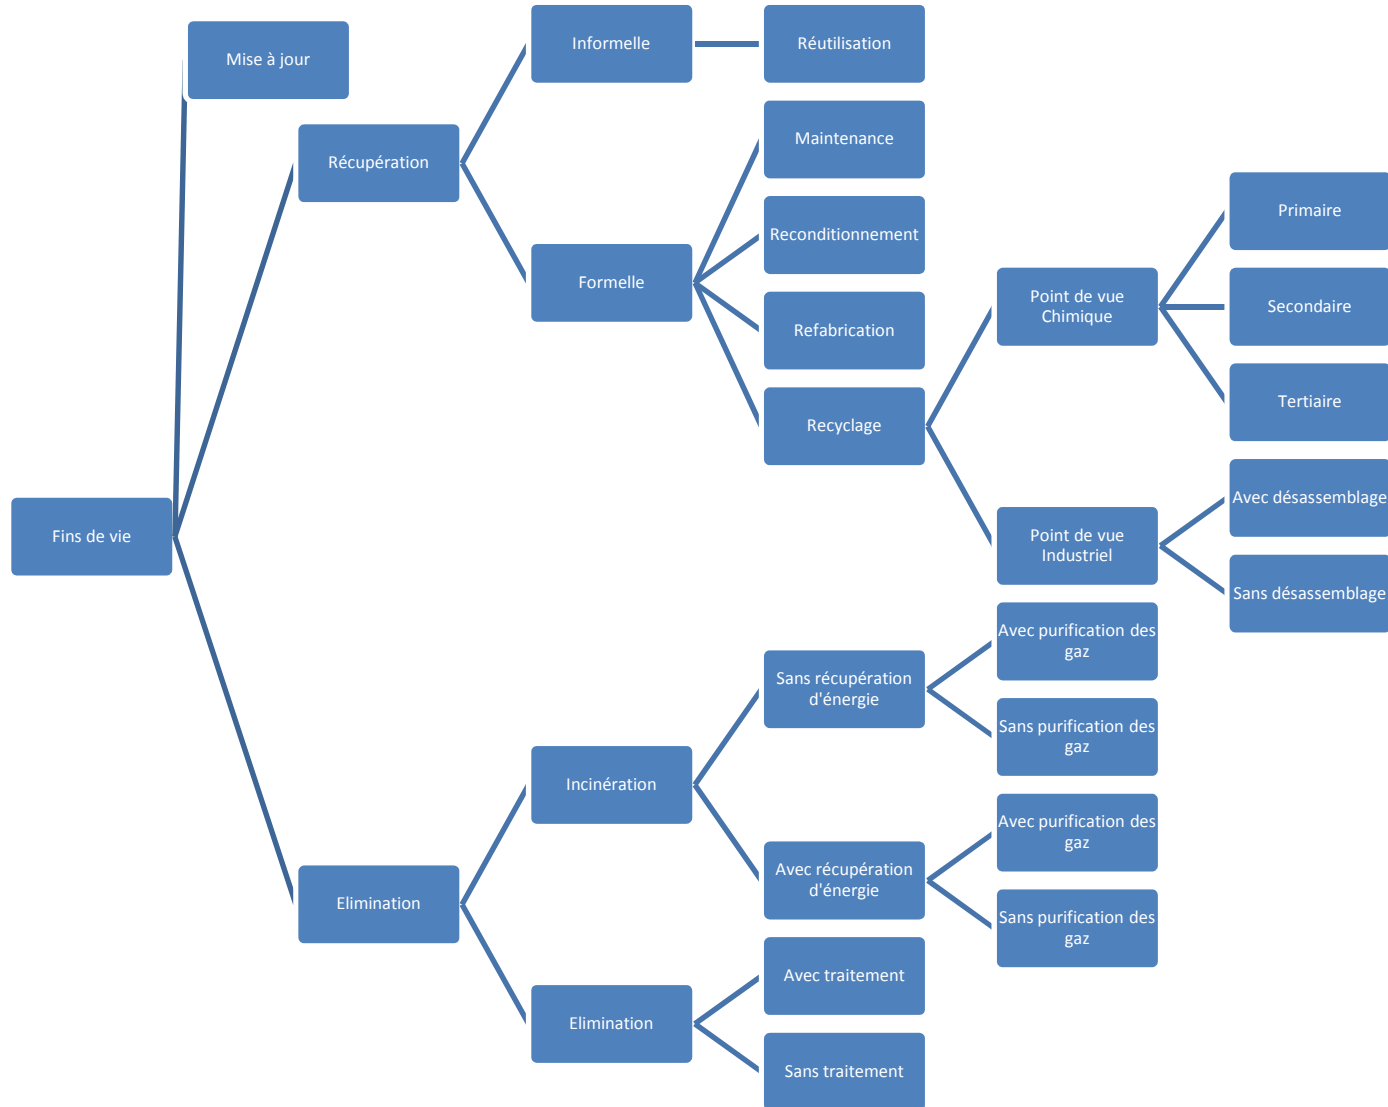 Mise à jour
Informelle
Réutilisation
Récupération
Maintenance
Reconditionnement
Formelle
Refabrication
Recyclage
Point de vue
Chimique
Primaire
Secondaire
Tertiaire
Fins de vie
Point de vue
Industriel
Avec désassemblage
Sans désassemblage
Elimination
Incinération
Sans récupération
d'énergie
Avec purification des
gaz
Sans purification des
gaz
Avec récupération
d'énergie
Avec purification des
gaz
Sans purification des
gaz
Elimination
Avec traitement
Sans traitement